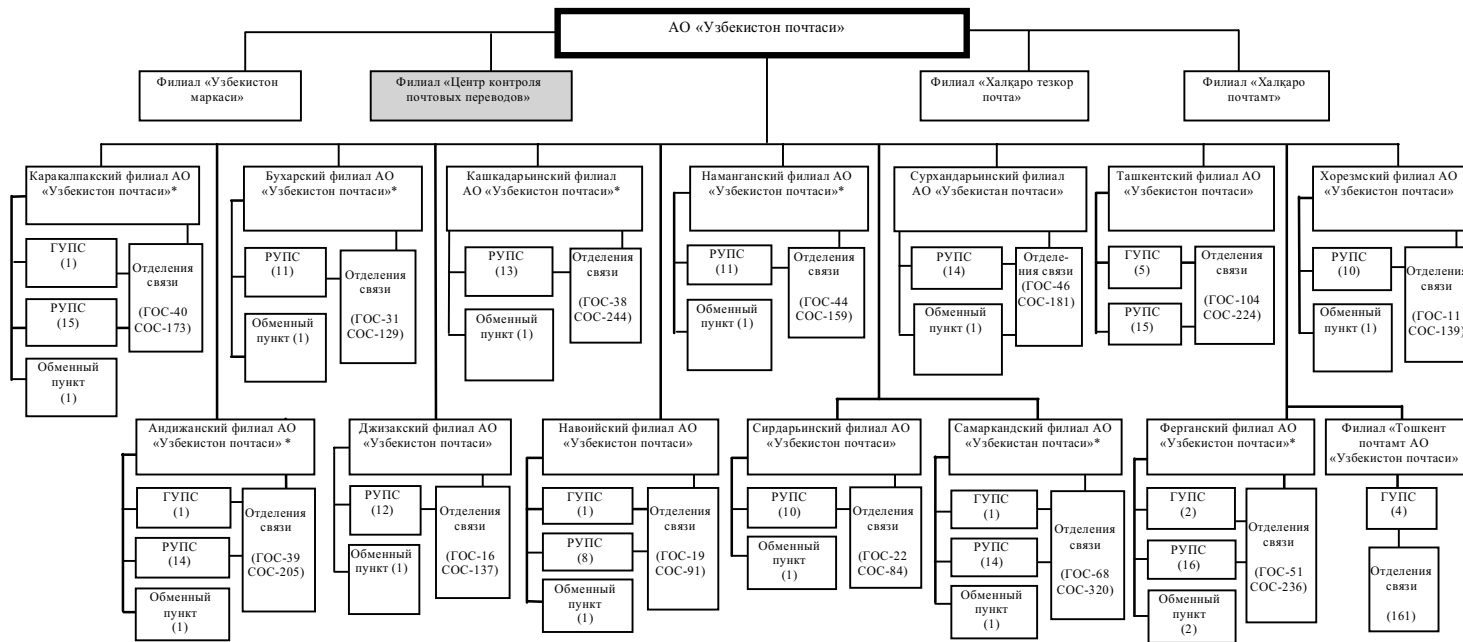 АО «Узбекистон почтаси»
Филиал «Узбекистон
маркаси»
Филиал «Центр контроля
почтовых переводов»
Филиал «Халқаро тезкор
почта»
Филиал «Халқаро
почтамт»
Каракалпакский филиал АО
«Узбекистон почтаси»*
ГУПС
(1)
РУПС
(15)
Обменный
пункт
(1)
Отделения
связи
(ГОС-40
СОС-173)
Бухарский филиал АО
«Узбекистон почтаси»*
РУПС
(11)
Обменный
пункт (1)
Отделения
связи
(ГОС-31
СОС-129)
Кашкадарьинский филиал
АО «Узбекистон почтаси»*
РУПС
(13)
Обменный
пункт (1)
Отделения
связи
(ГОС-38
СОС-244)
Наманганский филиал АО
«Узбекистон почтаси»*
РУПС
(11)
Обменный
пункт (1)
Отделения
связи
(ГОС-44
СОС-159)
Сурхандарьинский филиал
АО «Узбекистан почтаси»
РУПС
(14)
Обменный
пункт (1)
Отделе-
ния связи
(ГОС-46
СОС-181)
Ташкентский филиал АО
«Узбекистон почтаси»
ГУПС
(5)
РУПС
(15)
Отделения
связи
(ГОС-104
СОС-224)
Хорезмский филиал АО
«Узбекистон почтаси»
РУПС
(10)
Обменный
пункт (1)
Отделения
связи
(ГОС-11
СОС-139)
Андижанский филиал АО
«Узбекистон почтаси» *
ГУПС
(1)
РУПС
(14)
Обменный
пункт
(1)
Отделения
связи
(ГОС-39
СОС-205)
Джизакский филиал АО
«Узбекистон почтаси»
РУПС
(12)
Обменный
пункт (1)
Отделения
связи
(ГОС-16
СОС-137)
Навоийский филиал АО
«Узбекистон почтаси»
ГУПС
(1)
РУПС
(8)
Обменный
пункт
(1)
Отделения
связи
(ГОС-19
СОС-91)
Сирдарьинский филиал АО
«Узбекистон почтаси»
РУПС
(10)
Обменный
пункт
(1)
Отделения
связи
(ГОС-22
СОС-84)
Самаркандский филиал АО
«Узбекистан почтаси»*
ГУПС
(1)
РУПС
(14)
Обменный
пункт
(1)
Отделения
связи
(ГОС-68
СОС-320)
Ферганский филиал АО
«Узбекистон почтаси»*
ГУПС
(2)
РУПС
(16)
Обменный
пункт
(2)
Отделения
связи
(ГОС-51
СОС-236)
Филиал «Тошкент
почтамт АО
«Узбекистон почтаси»
ГУПС
(4)
Отделения
связи
(161)